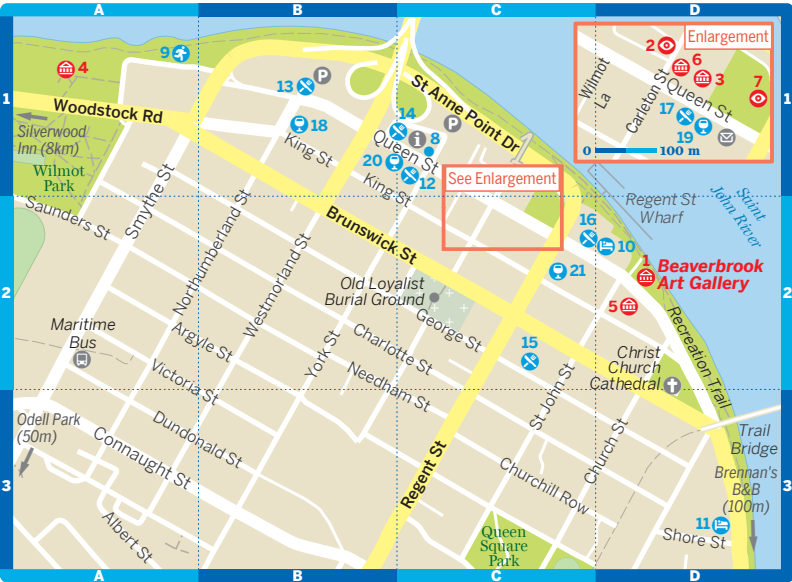 A
B
C
D
Enlargement
2
6
3
7
Wilmot
La
Carleton St
Queen St
17
19
0
100 m
1
1
4
9
13
P
St Anne Point Dr
1
Woodstock Rd
14
P
18
i
8
Queen St
Silverwood
Inn (8km)
King St
20
12
Wilmot
Park
King St
See Enlargement
Saunders St
Smythe St
Northumberland St
Westmorland St
Brunswick St
16
10
Regent St
Wharf
Saint
John River
2
2
21
1
Beaverbrook
Art Gallery
Old Loyalist
Burial Ground
5
George St
Recreation Trail
Maritime
Bus
Argyle St
York St
Charlotte St
15
Christ
Church
Cathedral
Victoria St
Needham St
St John St
Odell Park
(50m)
Dundonald St
Connaught St
Church St
Trail
Bridge
Regent St
Churchill Row
Brennan's
B&B
(100m)
3
3
Albert St
11
Shore St
Queen
Square
Park
A
B
C
D